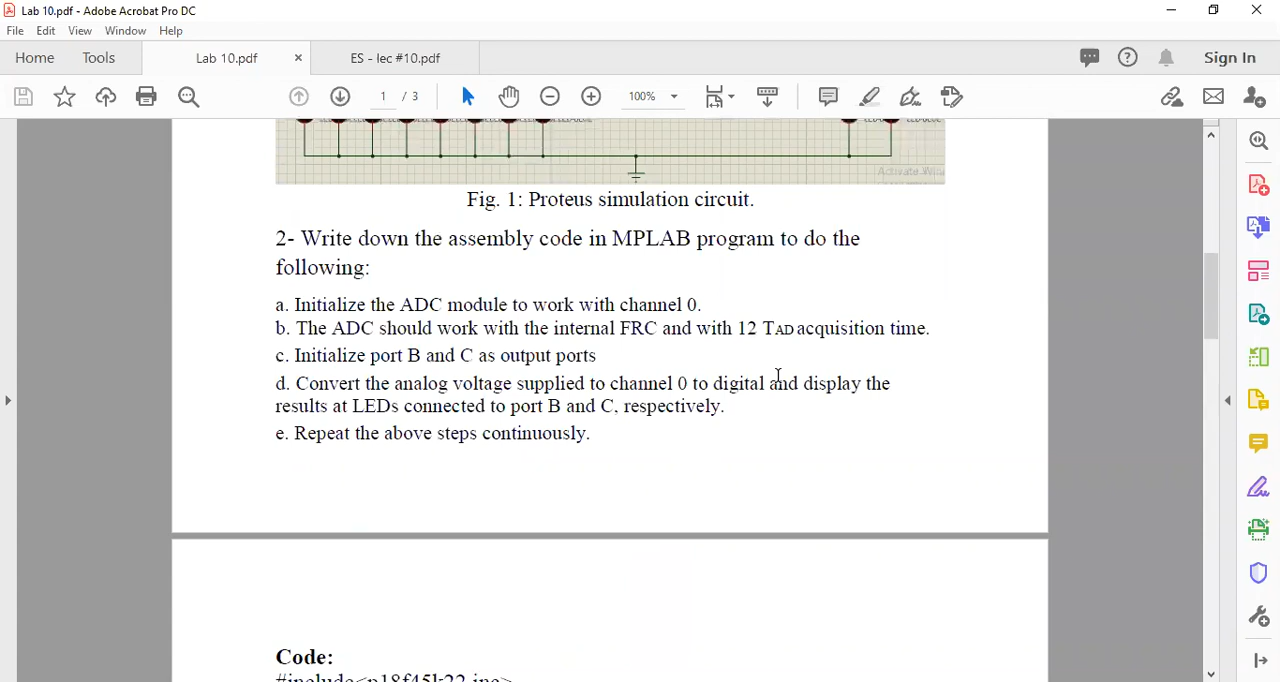 Lab 10.pdf - Adobe Acrobat Pro DC
File Edit View Window Help
Home Tools Lab 10.pdf × ES - lec #10.pdf Sign In
1 / 3 100%
Fig. 1: Proteus simulation circuit.
2- Write down the assembly code in MPLAB program to do the
following:
a. Initialize the ADC module to work with channel 0.
b. The ADC should work with the internal FRC and with 12 TAD acquisition time.
c. Initialize port B and C as output ports
d. Convert the analog voltage supplied to channel 0 to digital and display the
results at LEDs connected to port B and C, respectively.
e. Repeat the above steps continuously.
Code:
#include<p18f45k22.inc>